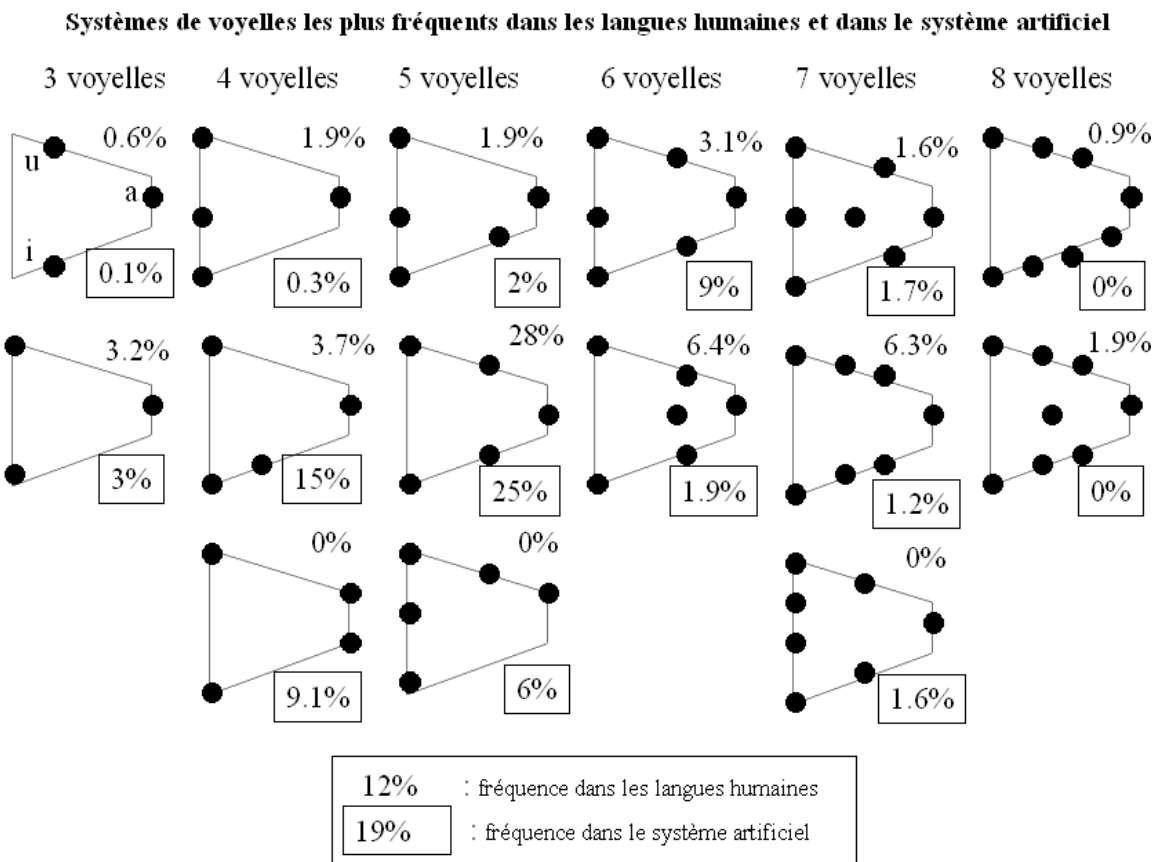 Systèmes de voyelles les plus fréquents dans les langues humaines et dans le système artificiel
3 voyelles 4 voyelles 5 voyelles 6 voyelles 7 voyelles 8 voyelles
0.6% 1.9% 1.9% 3.1% 1.6% 0.9%
u
a
i
0.1% 0.3% 2% 9% 1.7% 0%
3.2% 3.7% 28% 6.4% 6.3% 1.9%
3% 15% 25% 1.9% 1.2% 0%
0% 0% 0%
9.1% 6% 1.6%
12% : fréquence dans les langues humaines
19% : fréquence dans le système artificiel